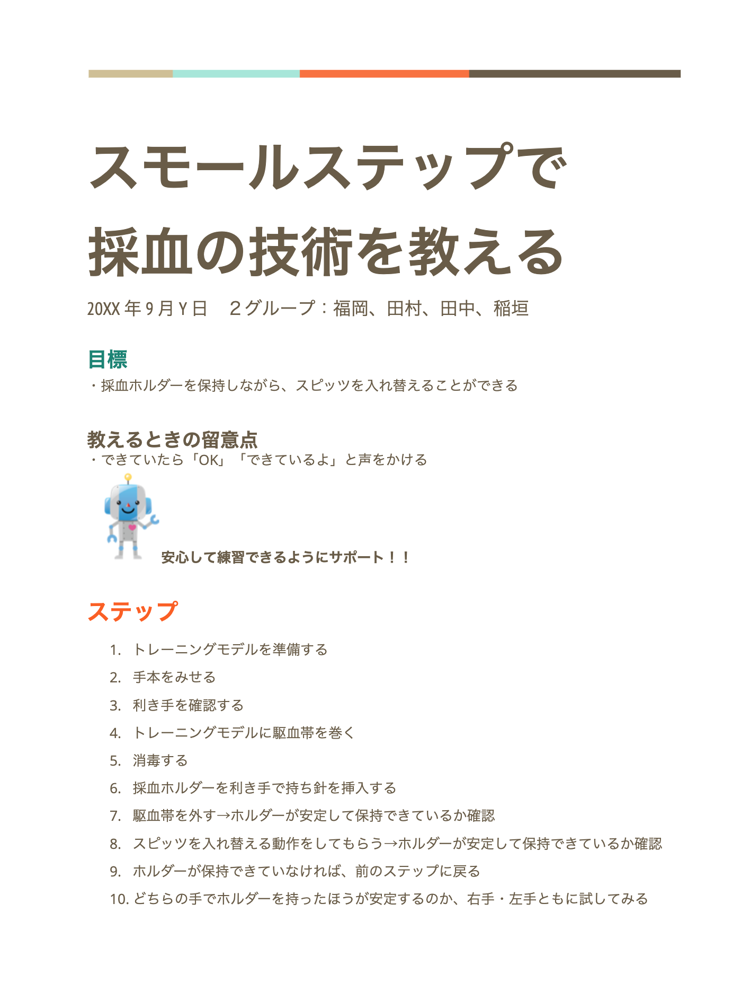 スモールステップで
採血の技術を教える
20XX 年 9 月 Y 日　２グループ：福岡、田村、田中、稲垣
目標
・採血ホルダーを保持しながら、スピッツを入れ替えることができる
教えるときの留意点
・できていたら「OK」「できているよ」と声をかける
安心して練習できるようにサポート！！
ステップ
1. トレーニングモデルを準備する
2. 手本をみせる
3. 利き手を確認する
4. トレーニングモデルに駆血帯を巻く
5. 消毒する
6. 採血ホルダーを利き手で持ち針を挿入する
7. 駆血帯を外す→ホルダーが安定して保持できているか確認
8. スピッツを入れ替える動作をしてもらう→ホルダーが安定して保持できているか確認
9. ホルダーが保持できていなければ、前のステップに戻る
10. どちらの手でホルダーを持ったほうが安定するのか、右手・左手ともに試してみる